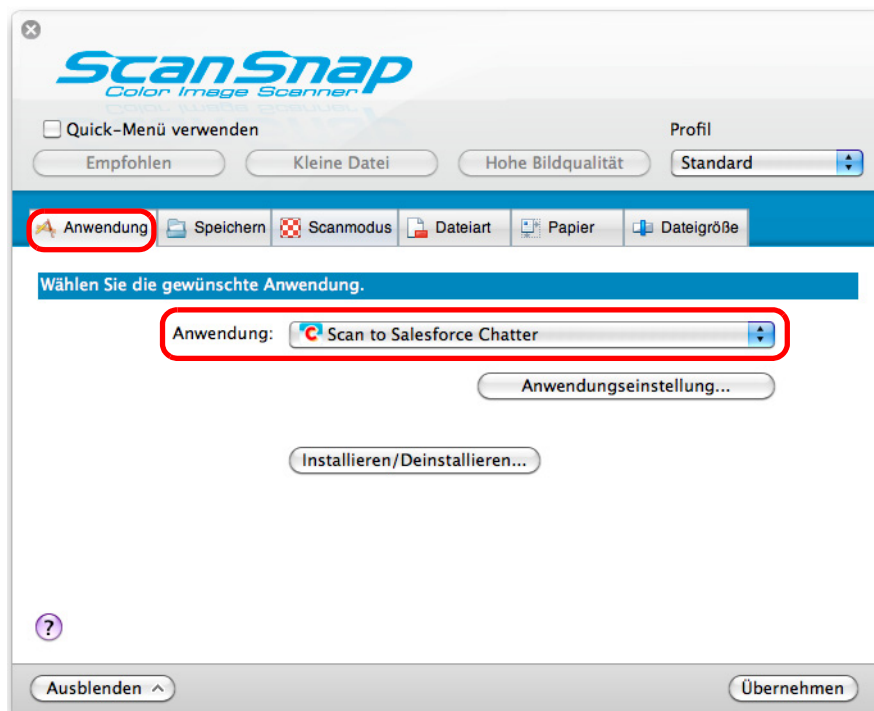 ScanSnap
Color Image Scanner
Quick-Menü verwenden
Profil
Empfohlen Kleine Datei Hohe Bildqualität Standard
Anwendung Speichern Scanmodus Dateiart Papier Dateigröße
Wählen Sie die gewünschte Anwendung.
Anwendung: C Scan to Salesforce Chatter
Anwendungseinstellung...
Installieren/Deinstallieren...
?
Ausblenden Übernehmen